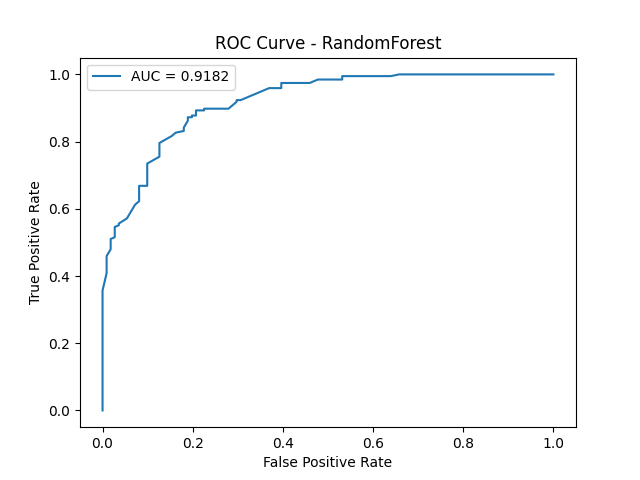 ROC Curve - RandomForest
AUC = 0.9182
1.0
0.8
0.6
0.4
0.2
0.0
True Positive Rate
0.0 0.2 0.4 0.6 0.8 1.0
False Positive Rate